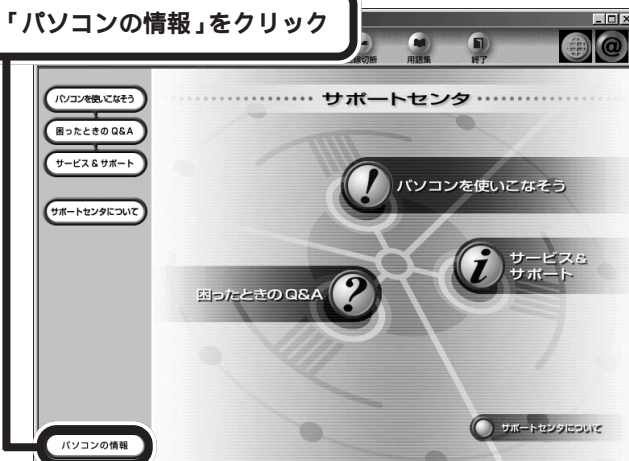 「パソコンの情報」をクリック
用語集
終了
サポートセンタ
パソコンを使いこなそう
困ったときの Q&A
サービス & サポート
サポートセンタについて
パソコンを使いこなそう
サービス&
サポート
困ったときの Q&A
サポートセンタについて
パソコンの情報